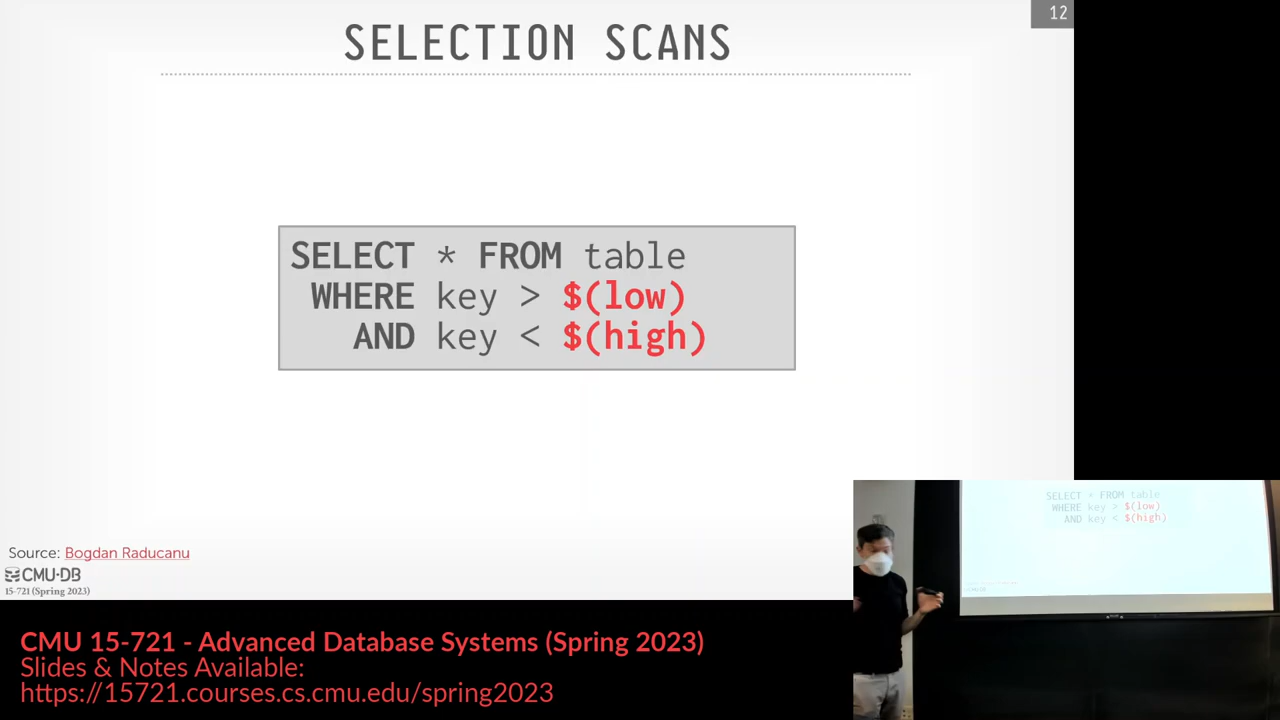 12
SELECTION SCANS
SELECT * FROM table
WHERE key > $(low)
AND key < $(high)
Source: Bogdan Raducanu
CMU·DB
15-721 (Spring 2023)
SELECT * FROM table
WHERE key > $(low)
AND key < $(high)
CMU 15-721 - Advanced Database Systems (Spring 2023)
Slides & Notes Available:
https://15721.courses.cs.cmu.edu/spring2023